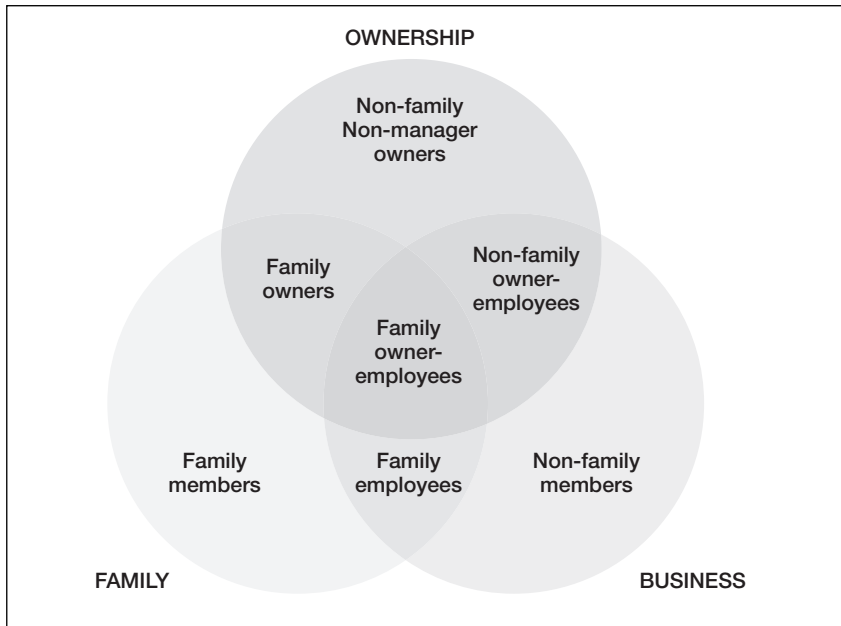 OWNERSHIP
Non-family
Non-manager
owners
Family
owners
Non-family
owner-
employees
Family
owner-
employees
Family
members
Family
employees
Non-family
members
FAMILY
BUSINESS